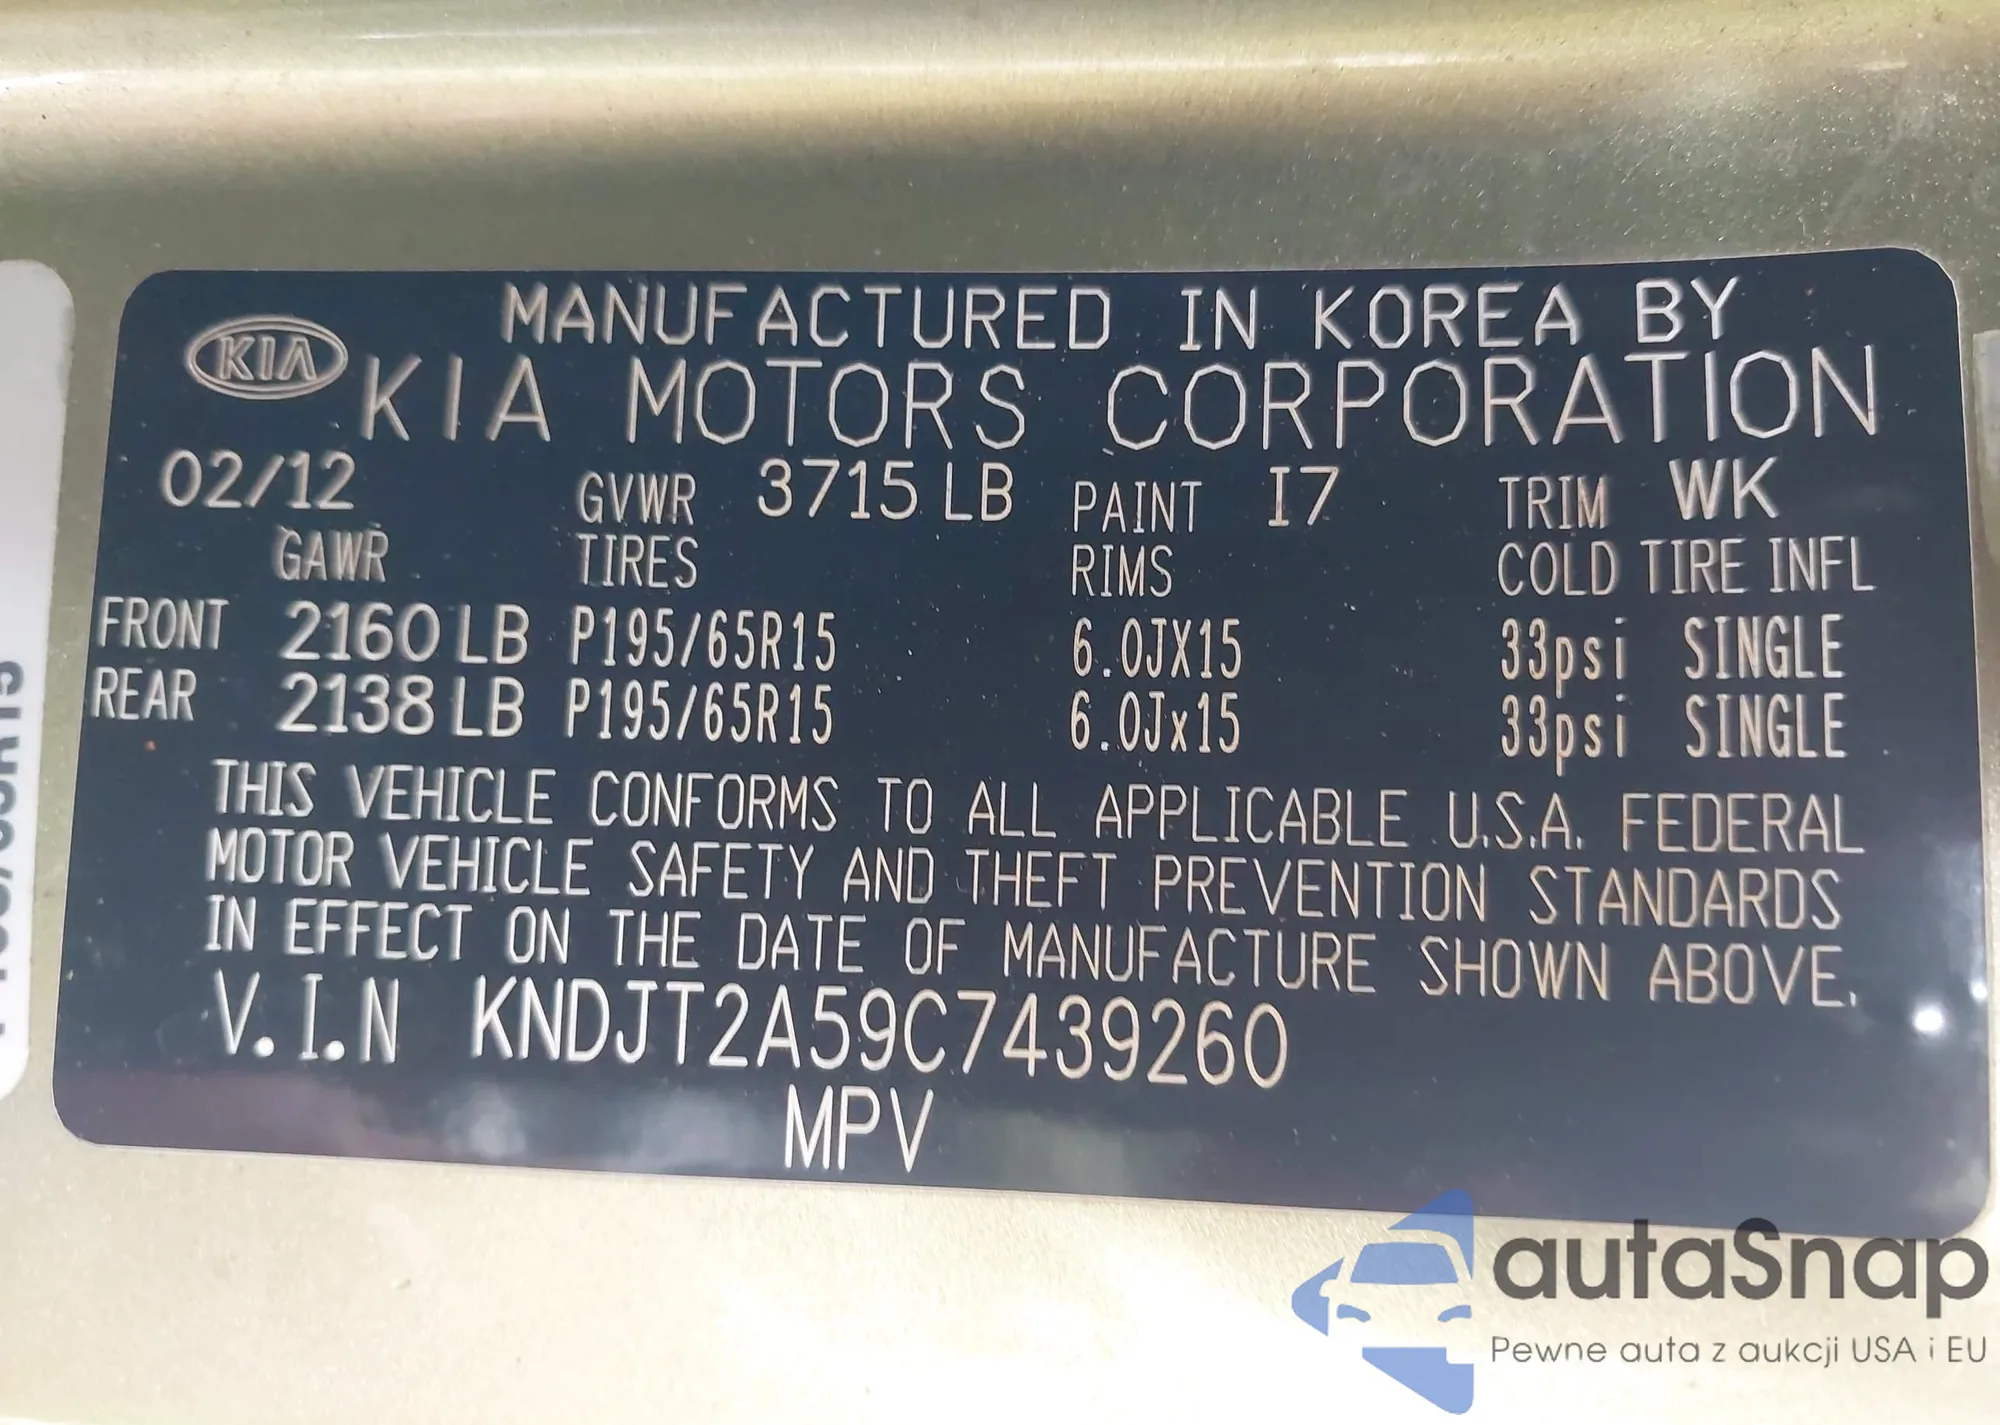 MANUFACTURED IN KOREA BY
KIA KIA MOTORS CORPORATION
02/12 GVWR 3715 LB PAINT I7 TRIM WK
GAWR TIRES RIMS COLD TIRE INFL
FRONT 2160 LB P195/65R15 6.0JX15 33psi SINGLE
REAR 2138 LB P195/65R15 6.0Jx15 33psi SINGLE
THIS VEHICLE CONFORMS TO ALL APPLICABLE U.S.A. FEDERAL
MOTOR VEHICLE SAFETY AND THEFT PREVENTION STANDARDS
IN EFFECT ON THE DATE OF MANUFACTURE SHOWN ABOVE.
V.I.N KNDJT2A59C7439260
MPV
autaSnap
Pewne auta z aukcji USA i EU